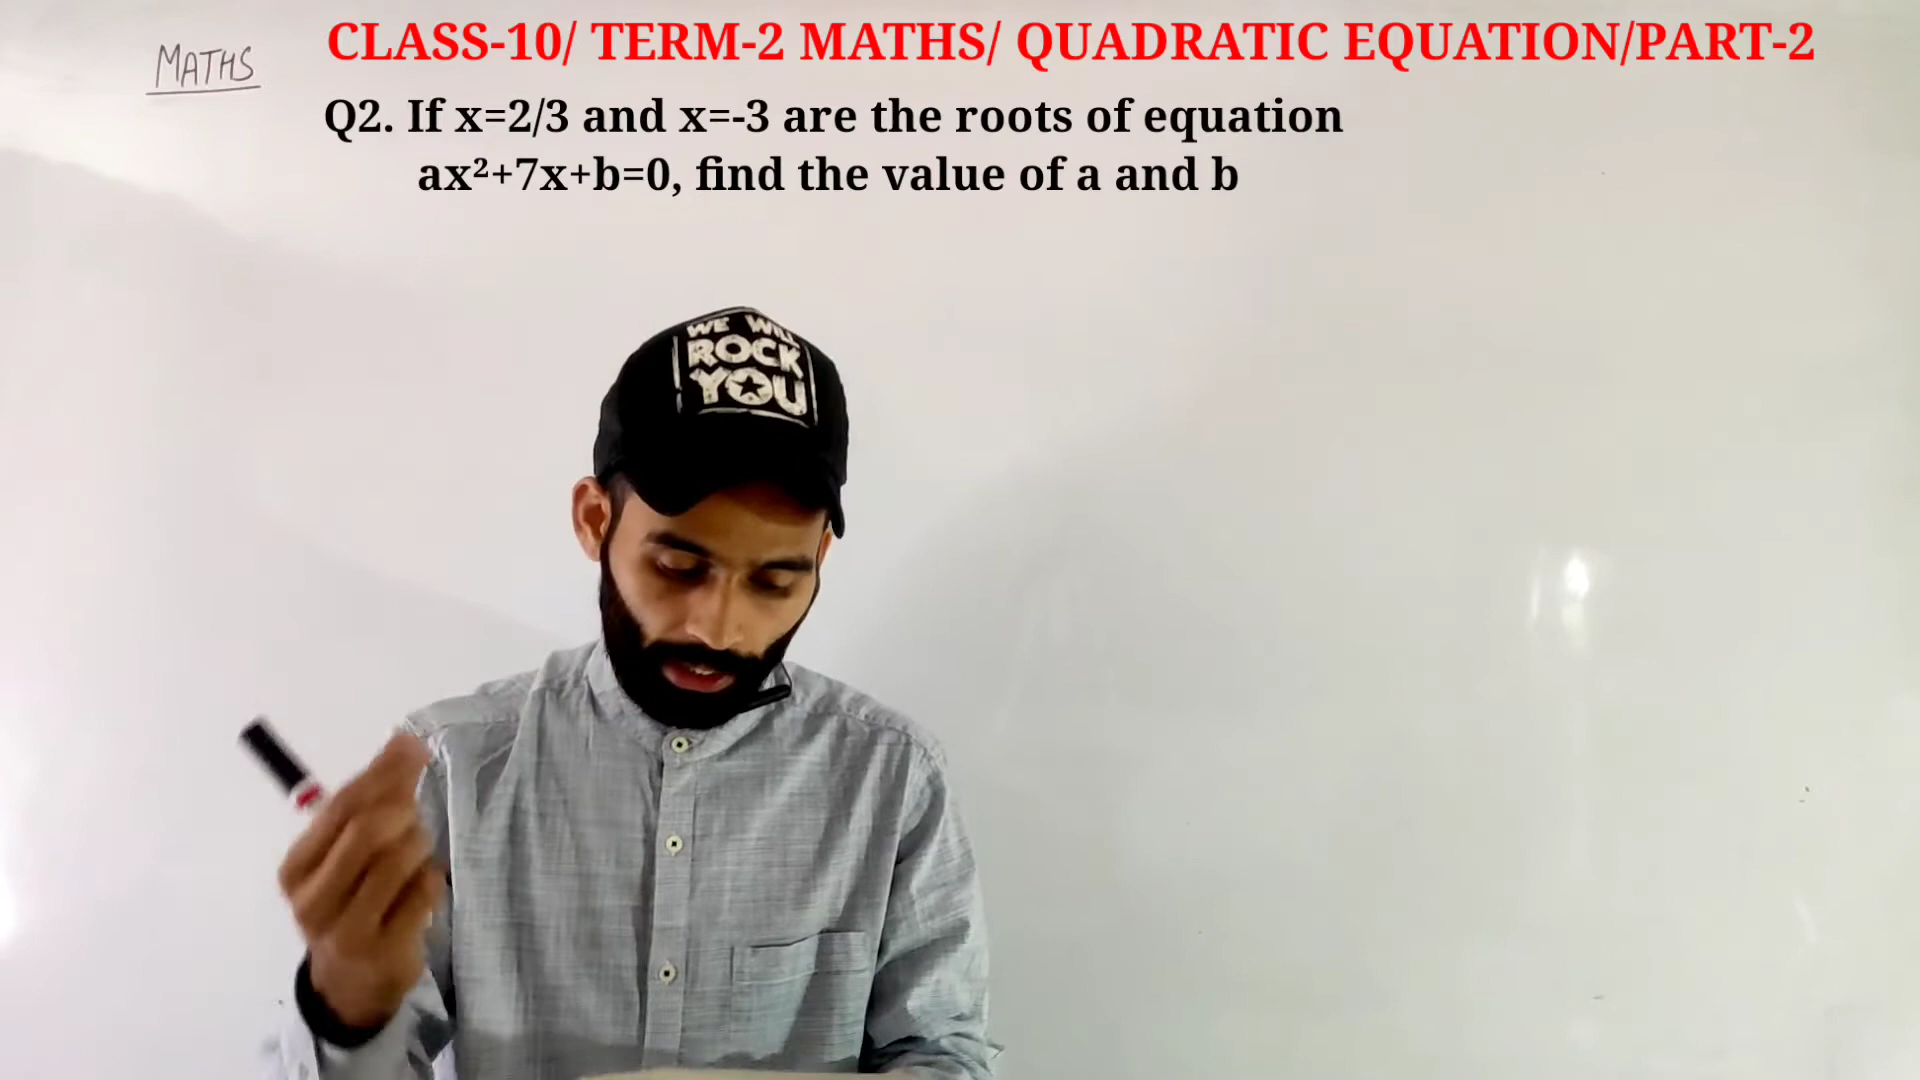 MATHS
CLASS-10/ TERM-2 MATHS/ QUADRATIC EQUATION/PART-2
Q2. If x=2/3 and x=-3 are the roots of equation
ax²+7x+b=0, find the value of a and b
WE WILL
ROCK
YOU